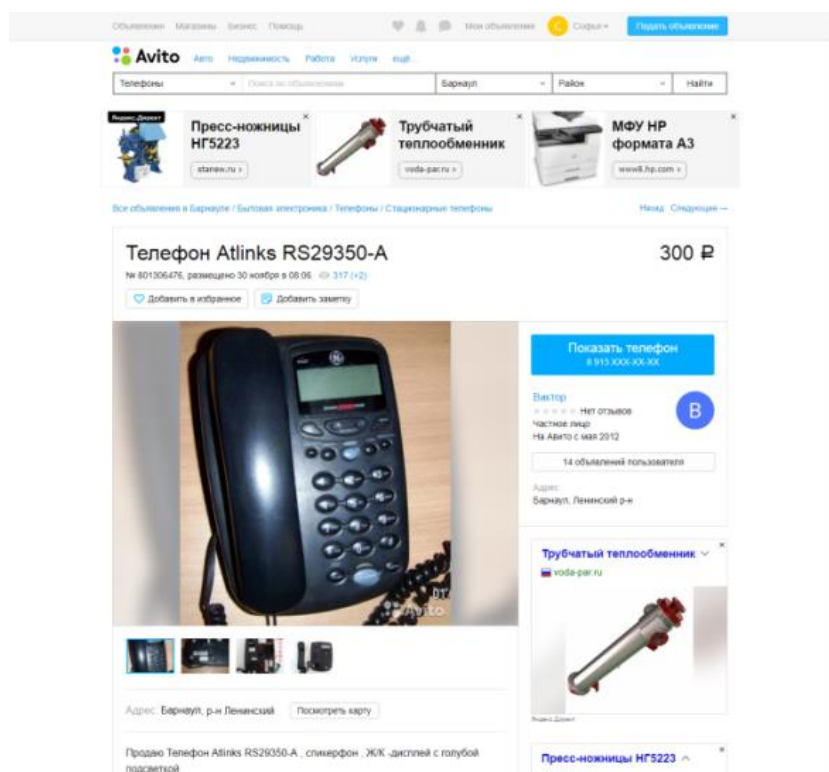 Объявления Магазины Бизнес Помощь Мои объявления С Софья Подать объявление
Avito Авто Недвижимость Работа Услуги ещё...
Телефоны Поиск по объявлениям Барнаул Район Найти
Яндекс.Директ
Пресс-ножницы
НГ5223
stanew.ru
Трубчатый
теплообменник
voda-par.ru
МФУ HP
формата А3
www8.hp.com
Все объявления в Барнауле / Бытовая электроника / Телефоны / Стационарные телефоны
Назад Следующее →
Телефон Atlinks RS29350-A
300 ₽
№ 801306476, размещено 30 ноября в 08:06 317 (+2)
Добавить в избранное Добавить заметку
Показать телефон
8 913 XXX-XX-XX
Виктор
Нет отзывов
Частное лицо
На Авито с мая 2012
В
14 объявлений пользователя
Адрес
Барнаул, Ленинский р-н
Avito
Трубчатый теплообменник
voda-par.ru
Яндекс.Директ
Адрес: Барнаул, р-н Ленинский Посмотреть карту
Продаю Телефон Atlinks RS29350-A , спикерфон , Ж/К -дисплей с голубой
подсветкой
Пресс-ножницы НГ5223